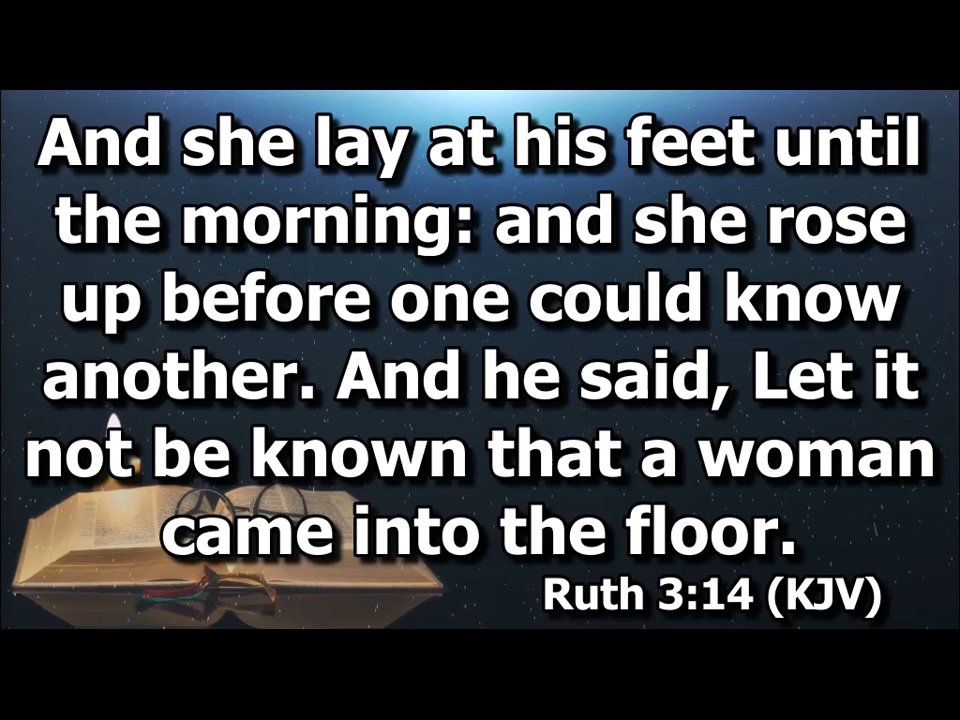 And she lay at his feet until
the morning: and she rose
up before one could know
another. And he said, Let it
not be known that a woman
came into the floor.
Ruth 3:14 (KJV)